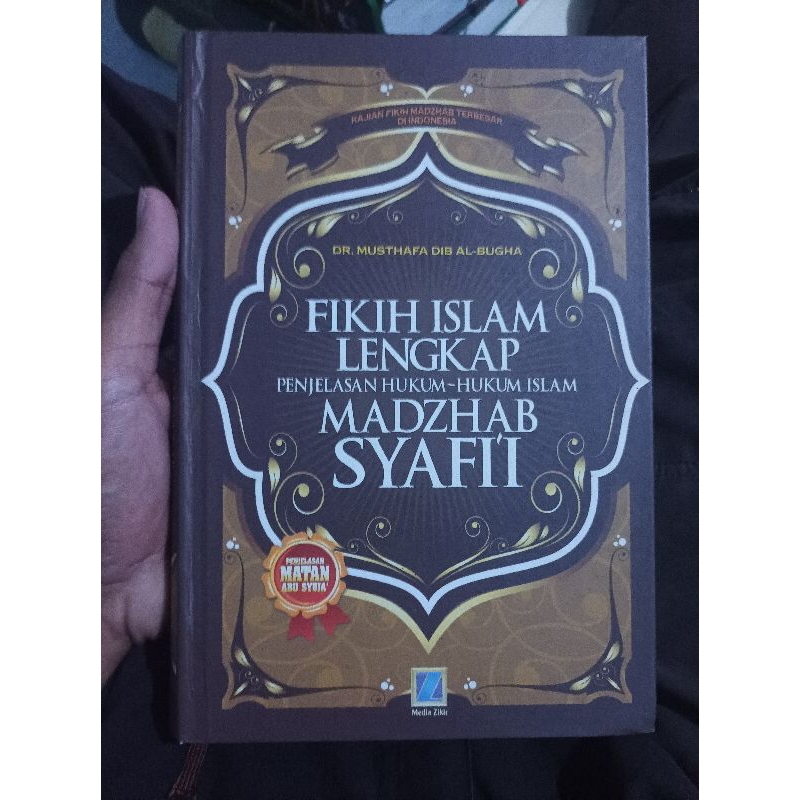 KAJIAN FIKIH MADZHAB TERBESAR
DI INDONESIA
DR. MUSTHAFA DIB AL-BUGHA
FIKIH ISLAM
LENGKAP
PENJELASAN HUKUM-HUKUM ISLAM
MADZHAB
SYAFI'I
PENJELASAN
MATAN
ABU SYUJA'
Media Zikir